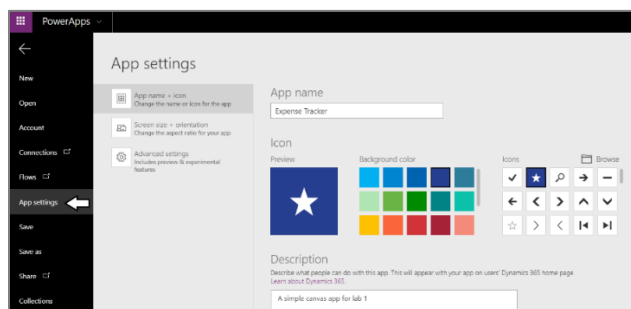 PowerApps
App settings
New
Open
Account
Connections
Flows
App settings
Save
Save as
Share
Collections
App name + icon
Change the name or icon for the app
Screen size + orientation
Change the aspect ratio for your app
Advanced settings
Includes preview & experimental
features
App name
Expense Tracker
Icon
Preview
Background color
Icons
Browse
Description
Describe what people can do with this app. This will appear with your app on users' Dynamics 365 home page.
Learn about Dynamics 365.
A simple canvas app for lab 1